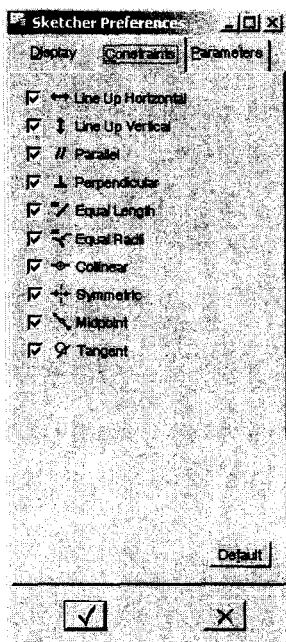 Sketcher Preferences
Display Constraints Parameters
Line Up Horizontal
Line Up Vertical
Parallel
Perpendicular
Equal Length
Equal Radii
Collinear
Symmetric
Midpoint
Tangent
Default